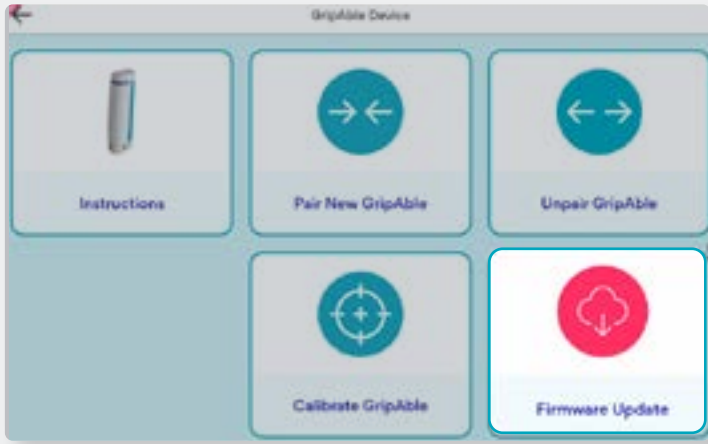 GripAble Device
Instructions
Pair New GripAble
Unpair GripAble
Calibrate GripAble
Firmware Update